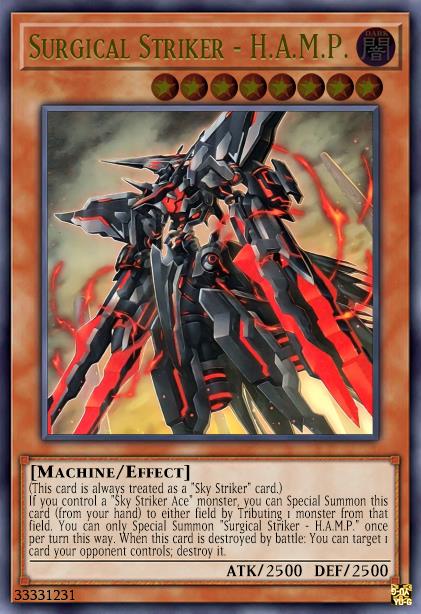 Surgical Striker - H.A.M.P.
DARK
闇
[Machine/Effect]
(This card is always treated as a "Sky Striker" card.)
If you control a "Sky Striker Ace" monster, you can Special Summon this
card (from your hand) to either field by Tributing 1 monster from that
field. You can only Special Summon "Surgical Striker - H.A.M.P." once
per turn this way. When this card is destroyed by battle: You can target 1
card your opponent controls; destroy it.
ATK/2500 DEF/2500
33331231